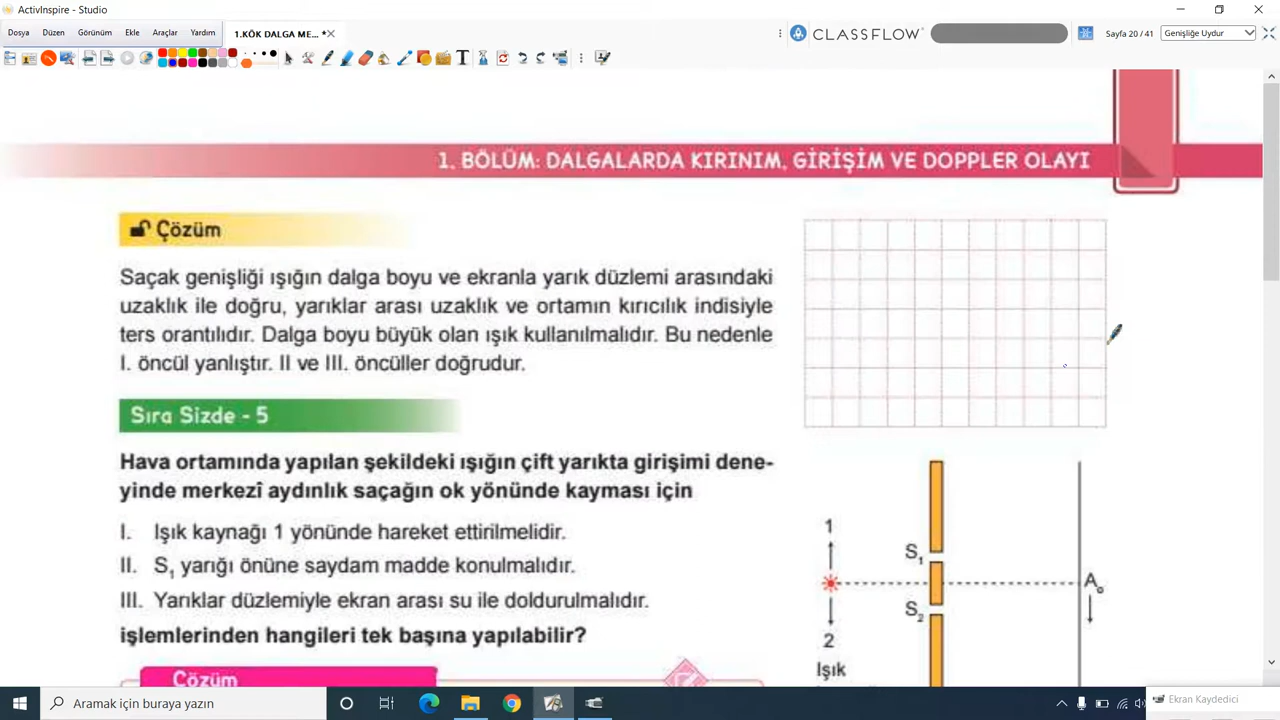 ActivInspire - Studio
Dosya Düzen Görünüm Ekle Araçlar Yardım
1.KÖK DALGA ME... *
CLASSFLOW
Sayfa 20 / 41
Genişliğe Uydur
1. BÖLÜM: DALGALARDA KIRINIM, GİRİŞİM VE DOPPLER OLAYI
Çözüm
Saçak genişliği ışığın dalga boyu ve ekranla yarık düzlemi arasındaki
uzaklık ile doğru, yarıklar arası uzaklık ve ortamın kırıcılık indisiyle
ters orantılıdır. Dalga boyu büyük olan ışık kullanılmalıdır. Bu nedenle
I. öncül yanlıştır. II ve III. öncüller doğrudur.
Sıra Sizde - 5
Hava ortamında yapılan şekildeki ışığın çift yarıkta girişimi dene-
yinde merkezî aydınlık saçağın ok yönünde kayması için
I. Işık kaynağı 1 yönünde hareket ettirilmelidir.
II. S₁ yarığı önüne saydam madde konulmalıdır.
III. Yarıklar düzlemiyle ekran arası su ile doldurulmalıdır.
işlemlerinden hangileri tek başına yapılabilir?
Çözüm
1
S₁
A₀
S₂
2
Işık
Aramak için buraya yazın
Ekran Kaydedici